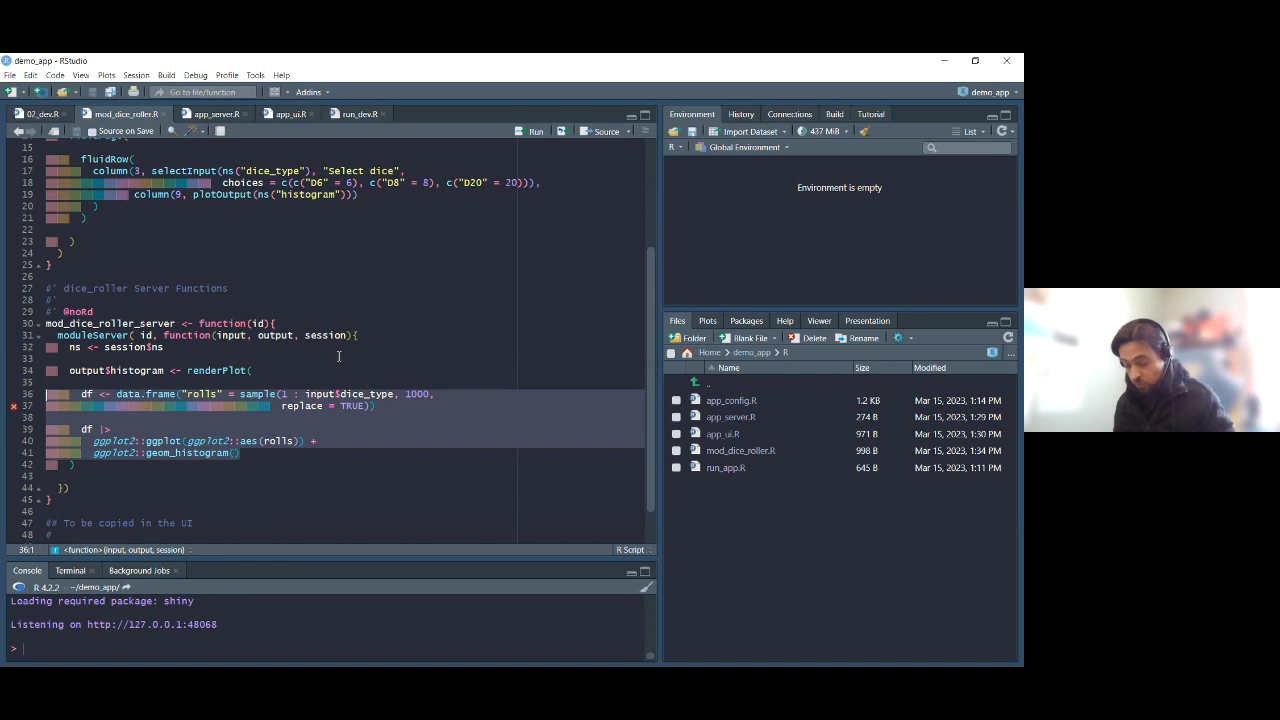 demo_app - RStudio
File Edit Code View Plots Session Build Debug Profile Tools Help
Go to file/function Addins demo_app
02_dev.R mod_dice_roller.R app_server.R app_ui.R run_dev.R
Source on Save Run Source
15
16 fluidRow(
17 column(3, selectInput(ns("dice_type"), "Select dice",
18 choices = c(c("D6" = 6), c("D8" = 8), c("D20" = 20))),
19 column(9, plotOutput(ns("histogram")))
20 )
21 )
22
23 )
24 )
25 }
26
27 #' dice_roller Server Functions
28 #'
29 #' @noRd
30 mod_dice_roller_server <- function(id){
31 moduleServer( id, function(input, output, session){
32 ns <- session$ns
33
34 output$histogram <- renderPlot(
35
36 df <- data.frame("rolls" = sample(1 : input$dice_type, 1000,
37 replace = TRUE))
38
39 df |>
40 ggplot2::ggplot(ggplot2::aes(rolls)) +
41 ggplot2::geom_histogram()
42 )
43
44 })
45 }
46
47 ## To be copied in the UI
48 #
36:1 <function>(input, output, session) R Script
Console Terminal Background Jobs
R 4.2.2 · ~/demo_app/
Loading required package: shiny
Listening on http://127.0.0.1:48068
>
Environment History Connections Build Tutorial
Import Dataset 437 MiB List
R Global Environment
Environment is empty
Files Plots Packages Help Viewer Presentation
Folder Blank File Delete Rename
Home demo_app R
Name Size Modified
..
app_config.R 1.2 KB Mar 15, 2023, 1:14 PM
app_server.R 274 B Mar 15, 2023, 1:29 PM
app_ui.R 971 B Mar 15, 2023, 1:30 PM
mod_dice_roller.R 998 B Mar 15, 2023, 1:34 PM
run_app.R 645 B Mar 15, 2023, 1:11 PM